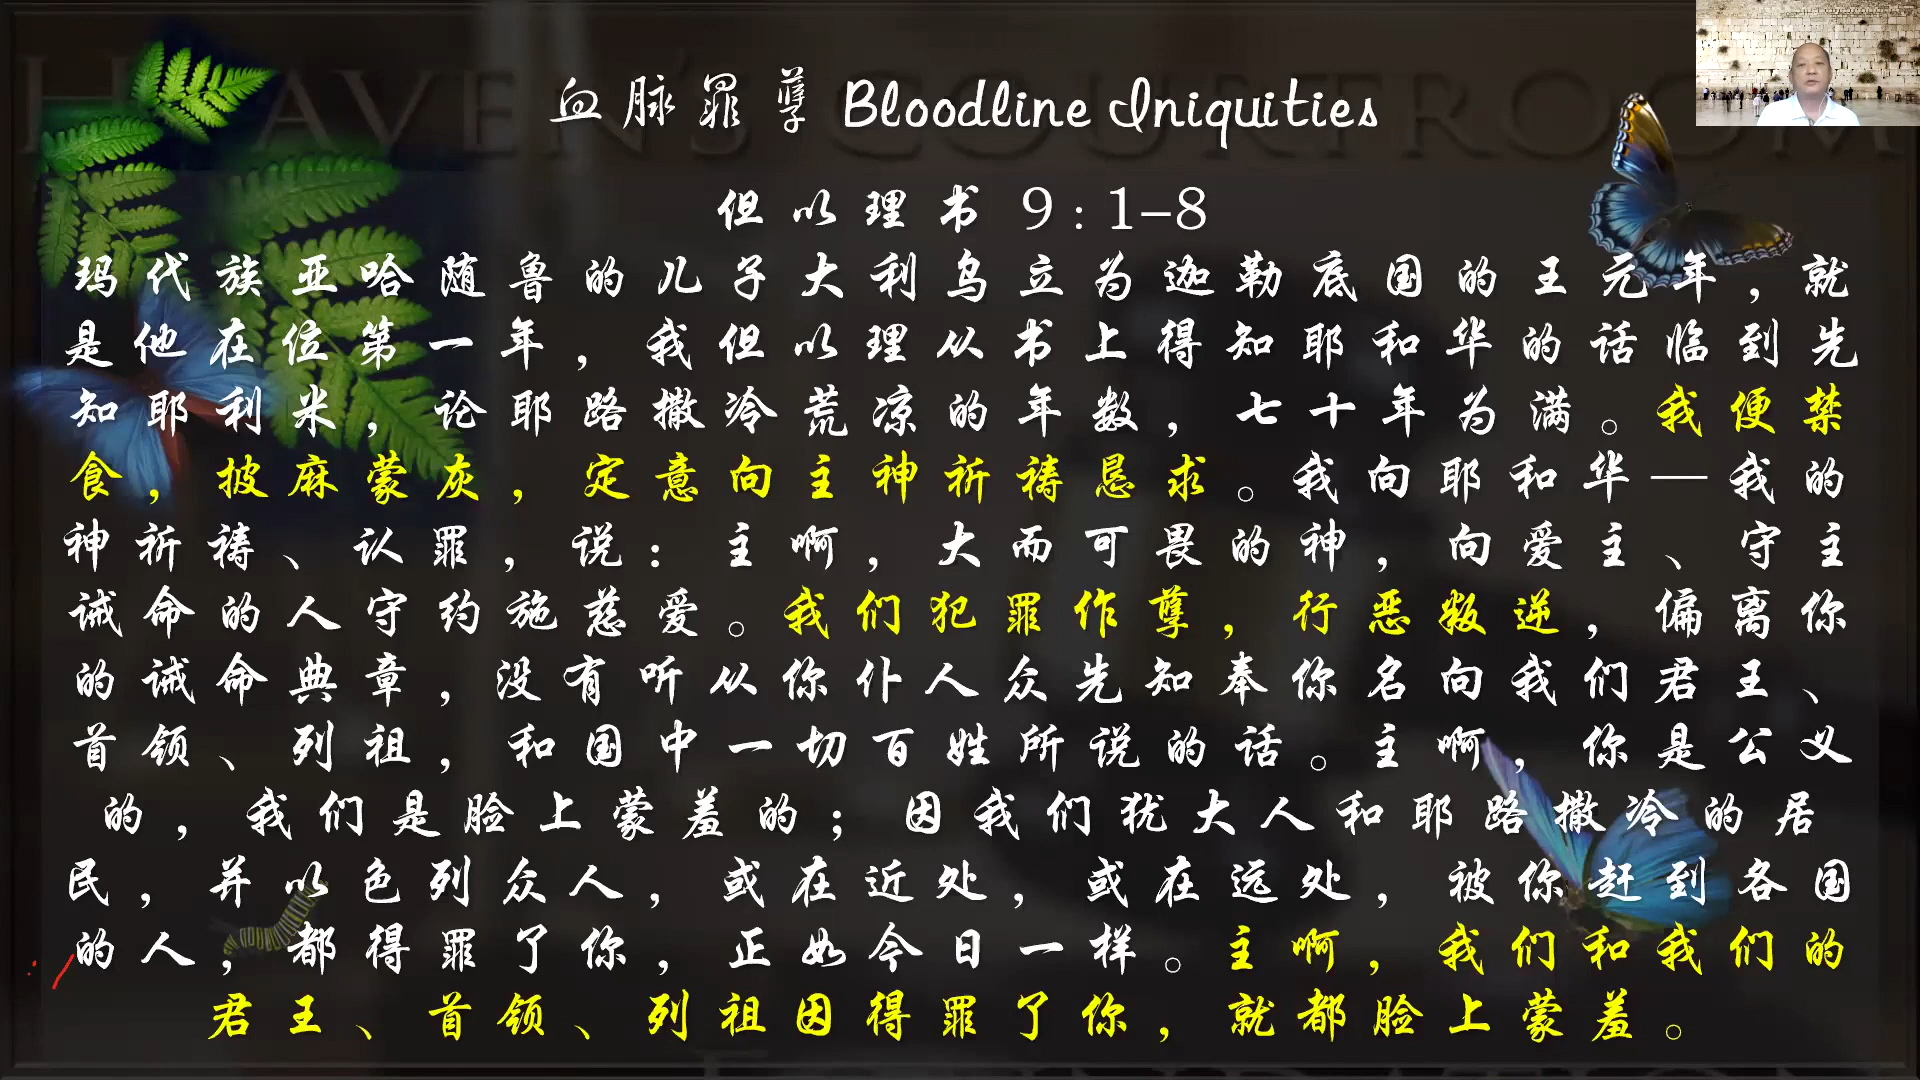 HEAVEN'S COURTROOM
血脉罪孽 Bloodline Iniquities
但以理书 9:1-8
玛代族亚哈随鲁的儿子大利乌立为迦勒底国的王元年，就
是他在位第一年，我但以理从书上得知耶和华的话临到先
知耶利米，论耶路撒冷荒凉的年数，七十年为满。我便禁
食，披麻蒙灰，定意向主神祈祷恳求。我向耶和华—我的
神祈祷、认罪，说：主啊，大而可畏的神，向爱主、守主
诫命的人守约施慈爱。我们犯罪作孽，行恶叛逆，偏离你
的诫命典章，没有听从你仆人众先知奉你名向我们君王、
首领、列祖，和国中一切百姓所说的话。主啊，你是公义
的，我们是脸上蒙羞的；因我们犹大人和耶路撒冷的居
民，并以色列众人，或在近处，或在远处，被你赶到各国
的人，都得罪了你，正如今日一样。主啊，我们和我们的
君王、首领、列祖因得罪了你，就都脸上蒙羞。